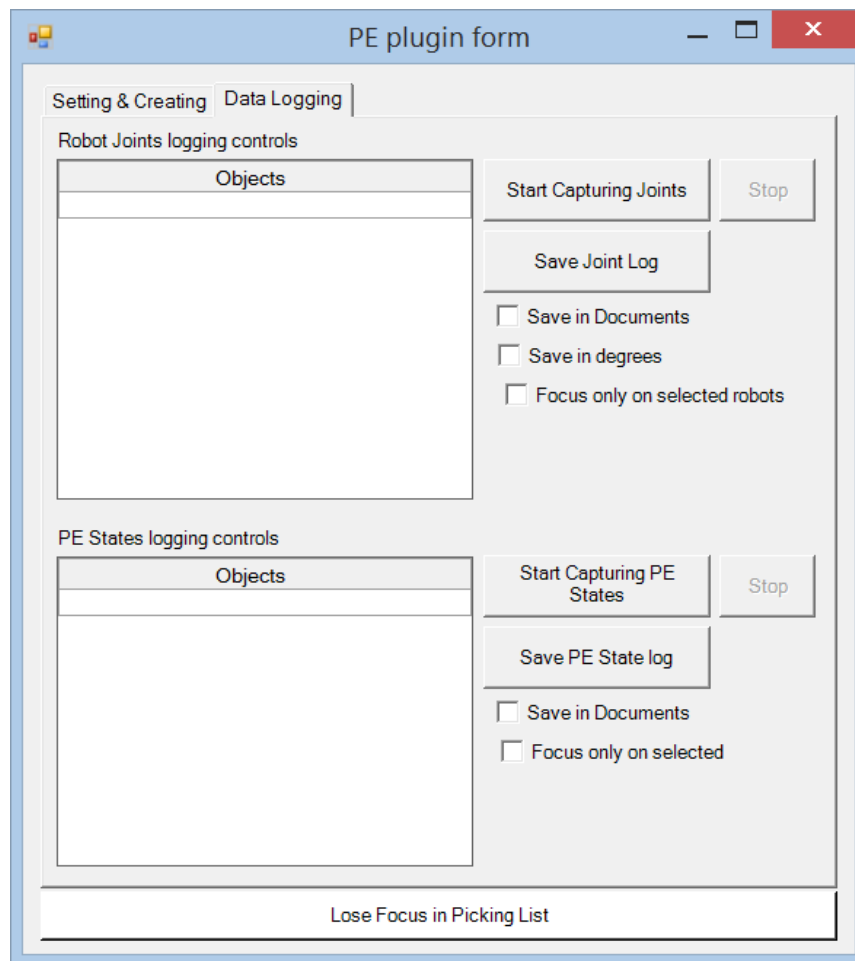 PE plugin form
Setting & Creating
Data Logging
Robot Joints logging controls
Objects
Start Capturing Joints
Stop
Save Joint Log
Save in Documents
Save in degrees
Focus only on selected robots
PE States logging controls
Objects
Start Capturing PE
States
Stop
Save PE State log
Save in Documents
Focus only on selected
Lose Focus in Picking List